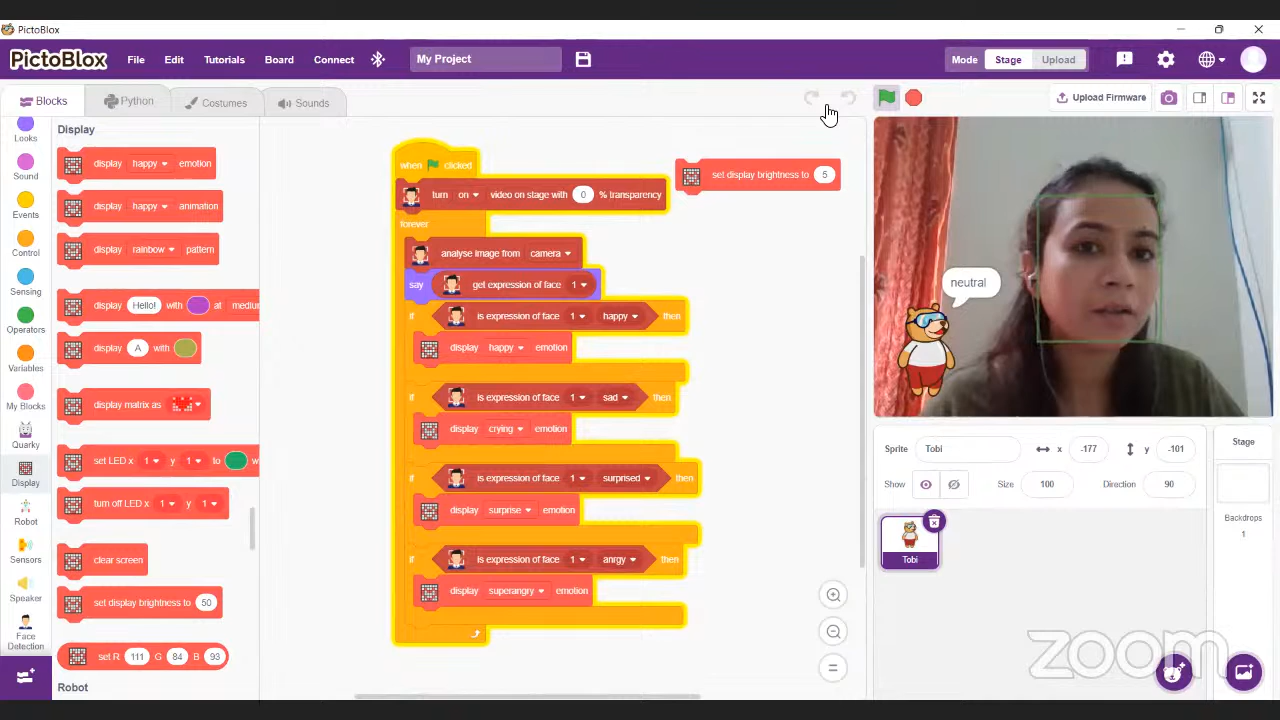 PictoBlox
PictoBlox
File
Edit
Tutorials
Board
Connect
My Project
Mode
Stage
Upload
Blocks
Python
Costumes
Sounds
Upload Firmware
Looks
Sound
Events
Control
Sensing
Operators
Variables
My Blocks
Quarky
Display
Robot
Sensors
Speaker
Face
Detection
Display
display happy emotion
display happy animation
display rainbow pattern
display Hello! with at medium
display A with
display matrix as
set LED x 1 y 1 to w
turn off LED x: 1 y: 1
clear screen
set display brightness to 50
set R 111 G 84 B 93
Robot
when clicked
turn on video on stage with 0 % transparency
forever
analyse image from camera
say get expression of face 1
if is expression of face 1 happy then
display happy emotion
if is expression of face 1 sad then
display crying emotion
if is expression of face 1 surprised then
display surprise emotion
if is expression of face 1 anrgy then
display superangry emotion
set display brightness to 5
neutral
Sprite
Tobi
x
-177
y
-101
Show
Size
100
Direction
90
Tobi
Stage
Backdrops
1
zoom